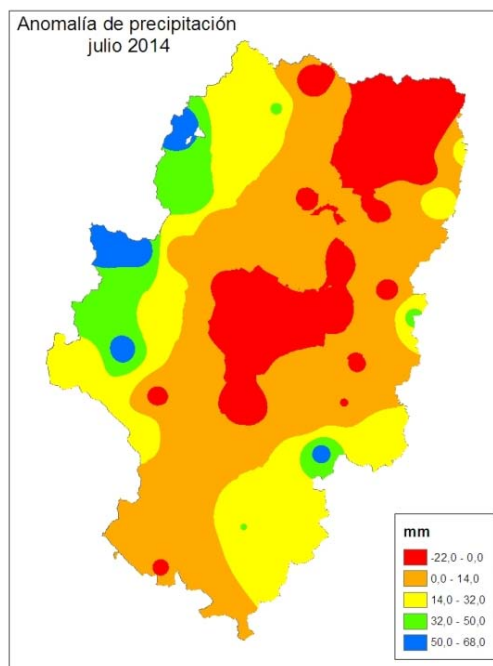 Anomalía de precipitación
julio 2014
mm
-22,0 - 0,0
0,0 - 14,0
14,0 - 32,0
32,0 - 50,0
50,0 - 68,0